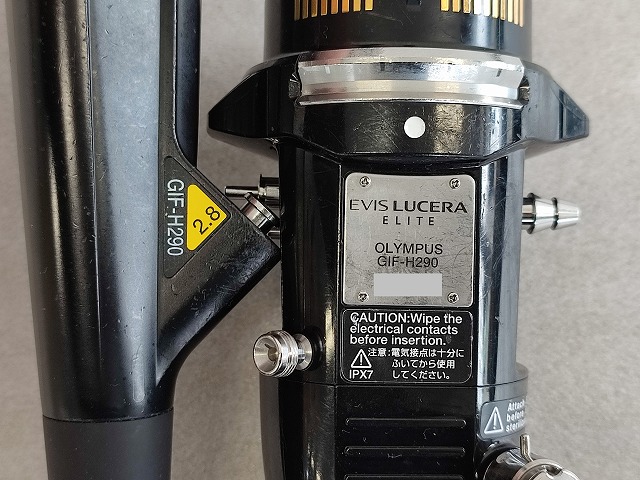 GIF-H290
2.8
EVIS LUCERA
ELITE
OLYMPUS
GIF-H290
CAUTION:Wipe the
electrical contacts
before insertion.
注意:電気接点は十分に
ふいてから使用
してください。
IPX7
Attach
before